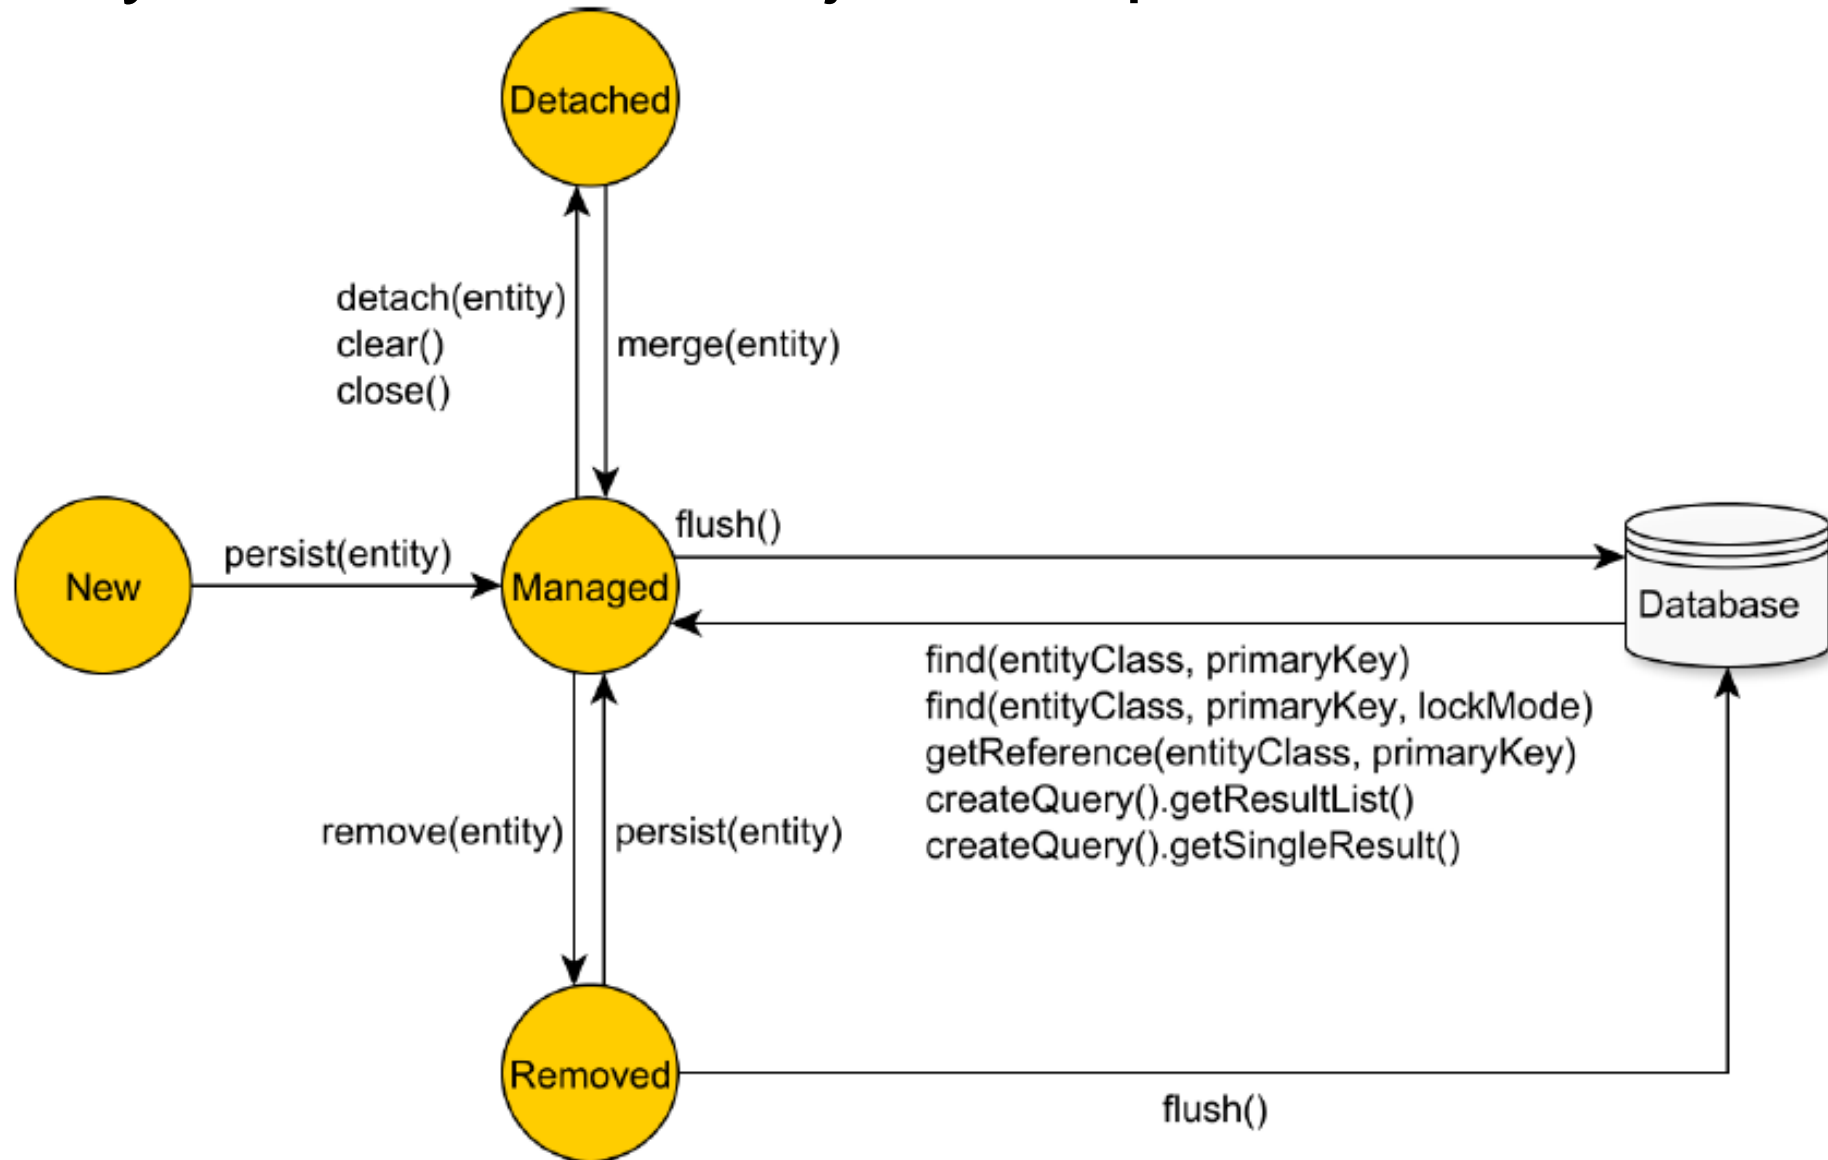 Detached
detach(entity)
clear()
close()
merge(entity)
New
persist(entity)
Managed
flush()
Database
find(entityClass, primaryKey)
find(entityClass, primaryKey, lockMode)
getReference(entityClass, primaryKey)
createQuery().getResultList()
createQuery().getSingleResult()
remove(entity)
persist(entity)
Removed
flush()